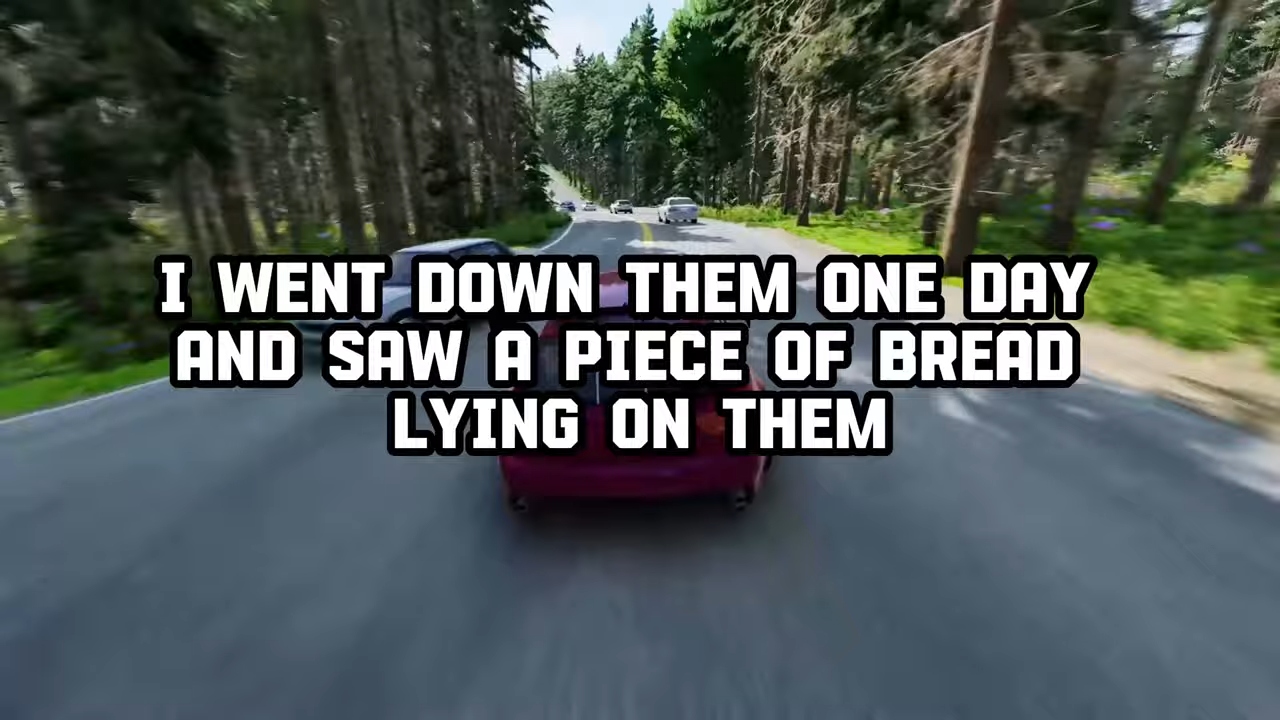 I WENT DOWN THEM ONE DAY
AND SAW A PIECE OF BREAD
LYING ON THEM